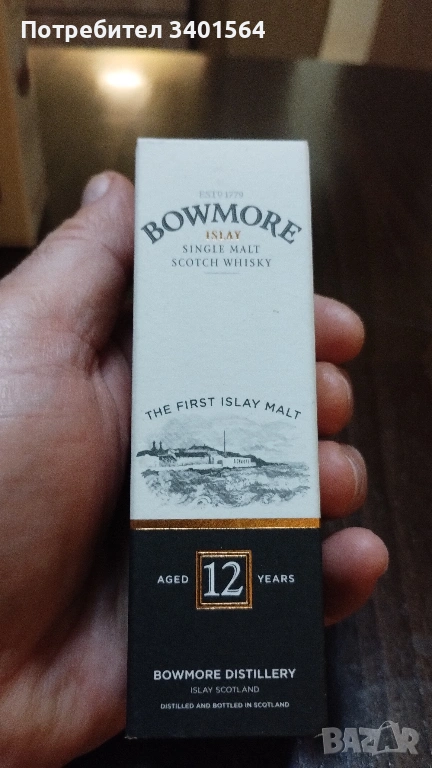 Потребител 3401564
ESTD 1779
BOWMORE
ISLAY
SINGLE MALT
SCOTCH WHISKY
THE FIRST ISLAY MALT
AGED 12 YEARS
BOWMORE DISTILLERY
ISLAY SCOTLAND
DISTILLED AND BOTTLED IN SCOTLAND
BAZAR